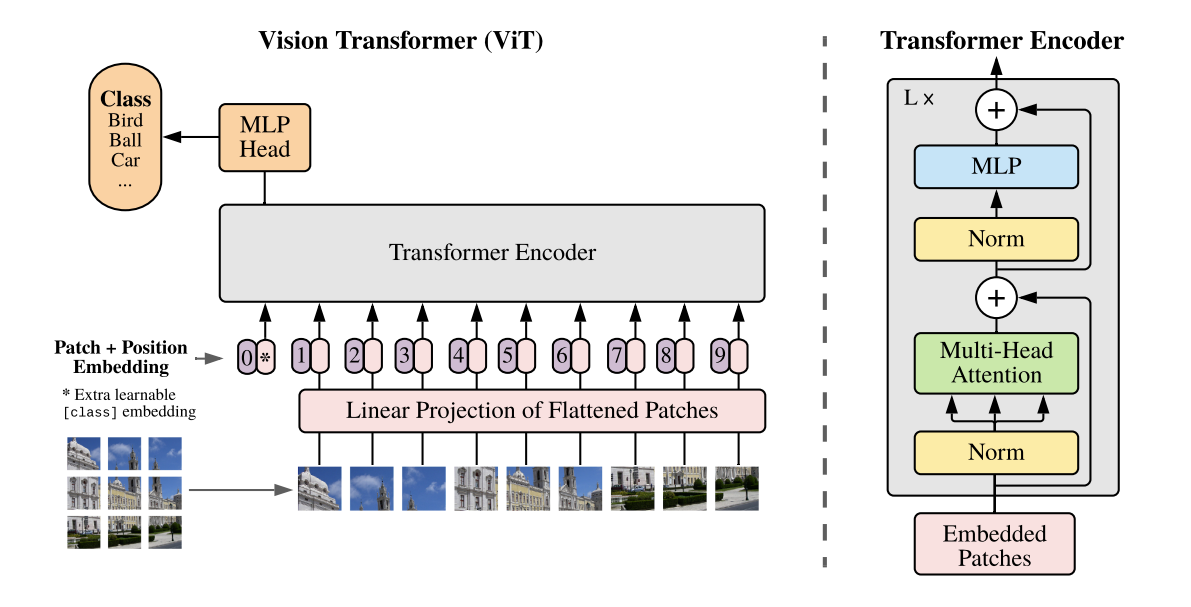 Vision Transformer (ViT)
Class
Bird
Ball
Car
...
MLP
Head
Transformer Encoder
0 * 1 2 3 4 5 6 7 8 9
Patch + Position
Embedding
* Extra learnable
[class] embedding
Linear Projection of Flattened Patches
Transformer Encoder
L ×
+
MLP
Norm
+
Multi-Head
Attention
Norm
Embedded
Patches